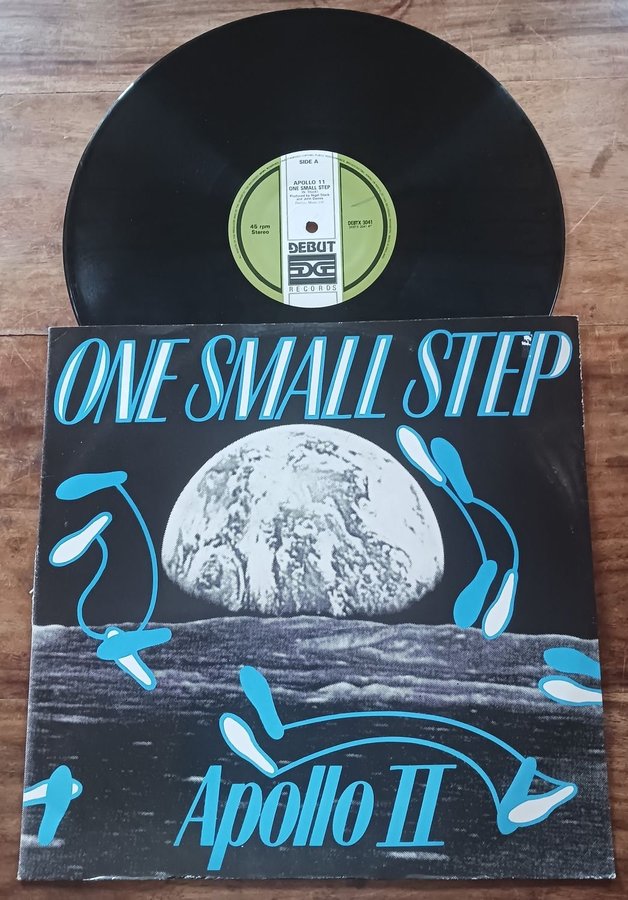 SIDE A
APOLLO 11
ONE SMALL STEP
Produced by Nigel Stock
and John Davies
45 rpm
Stereo
DEBTX 3041
DEBUT
EDGE
RECORDS
ONE SMALL STEP
Apollo II